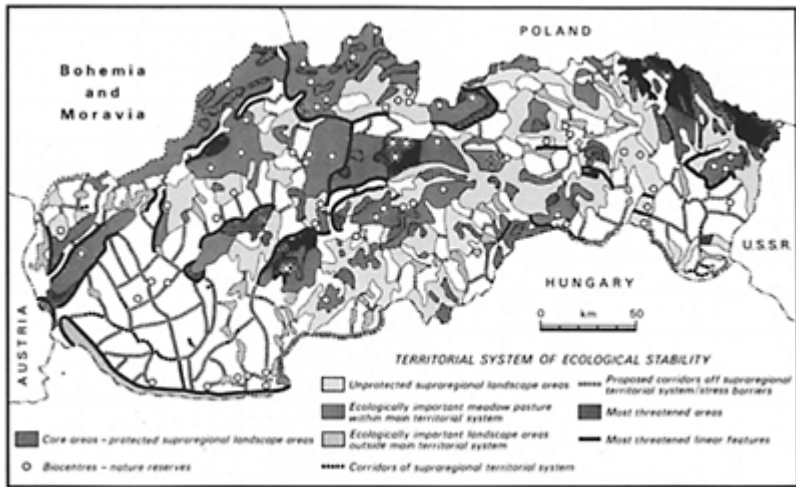 POLAND
Bohemia
and
Moravia
U.S.S.R.
HUNGARY
0 km 50
AUSTRIA
TERRITORIAL SYSTEM OF ECOLOGICAL STABILITY
Unprotected supraregional landscape areas
Ecologically important meadow pasture
within main territorial system
Ecologically important landscape areas
outside main territorial system
Corridors of supraregional territorial system
Proposed corridors off supraregional
territorial system/stress barriers
Most threatened areas
Most threatened linear features
Core areas – protected supraregional landscape areas
Biocentres – nature reserves